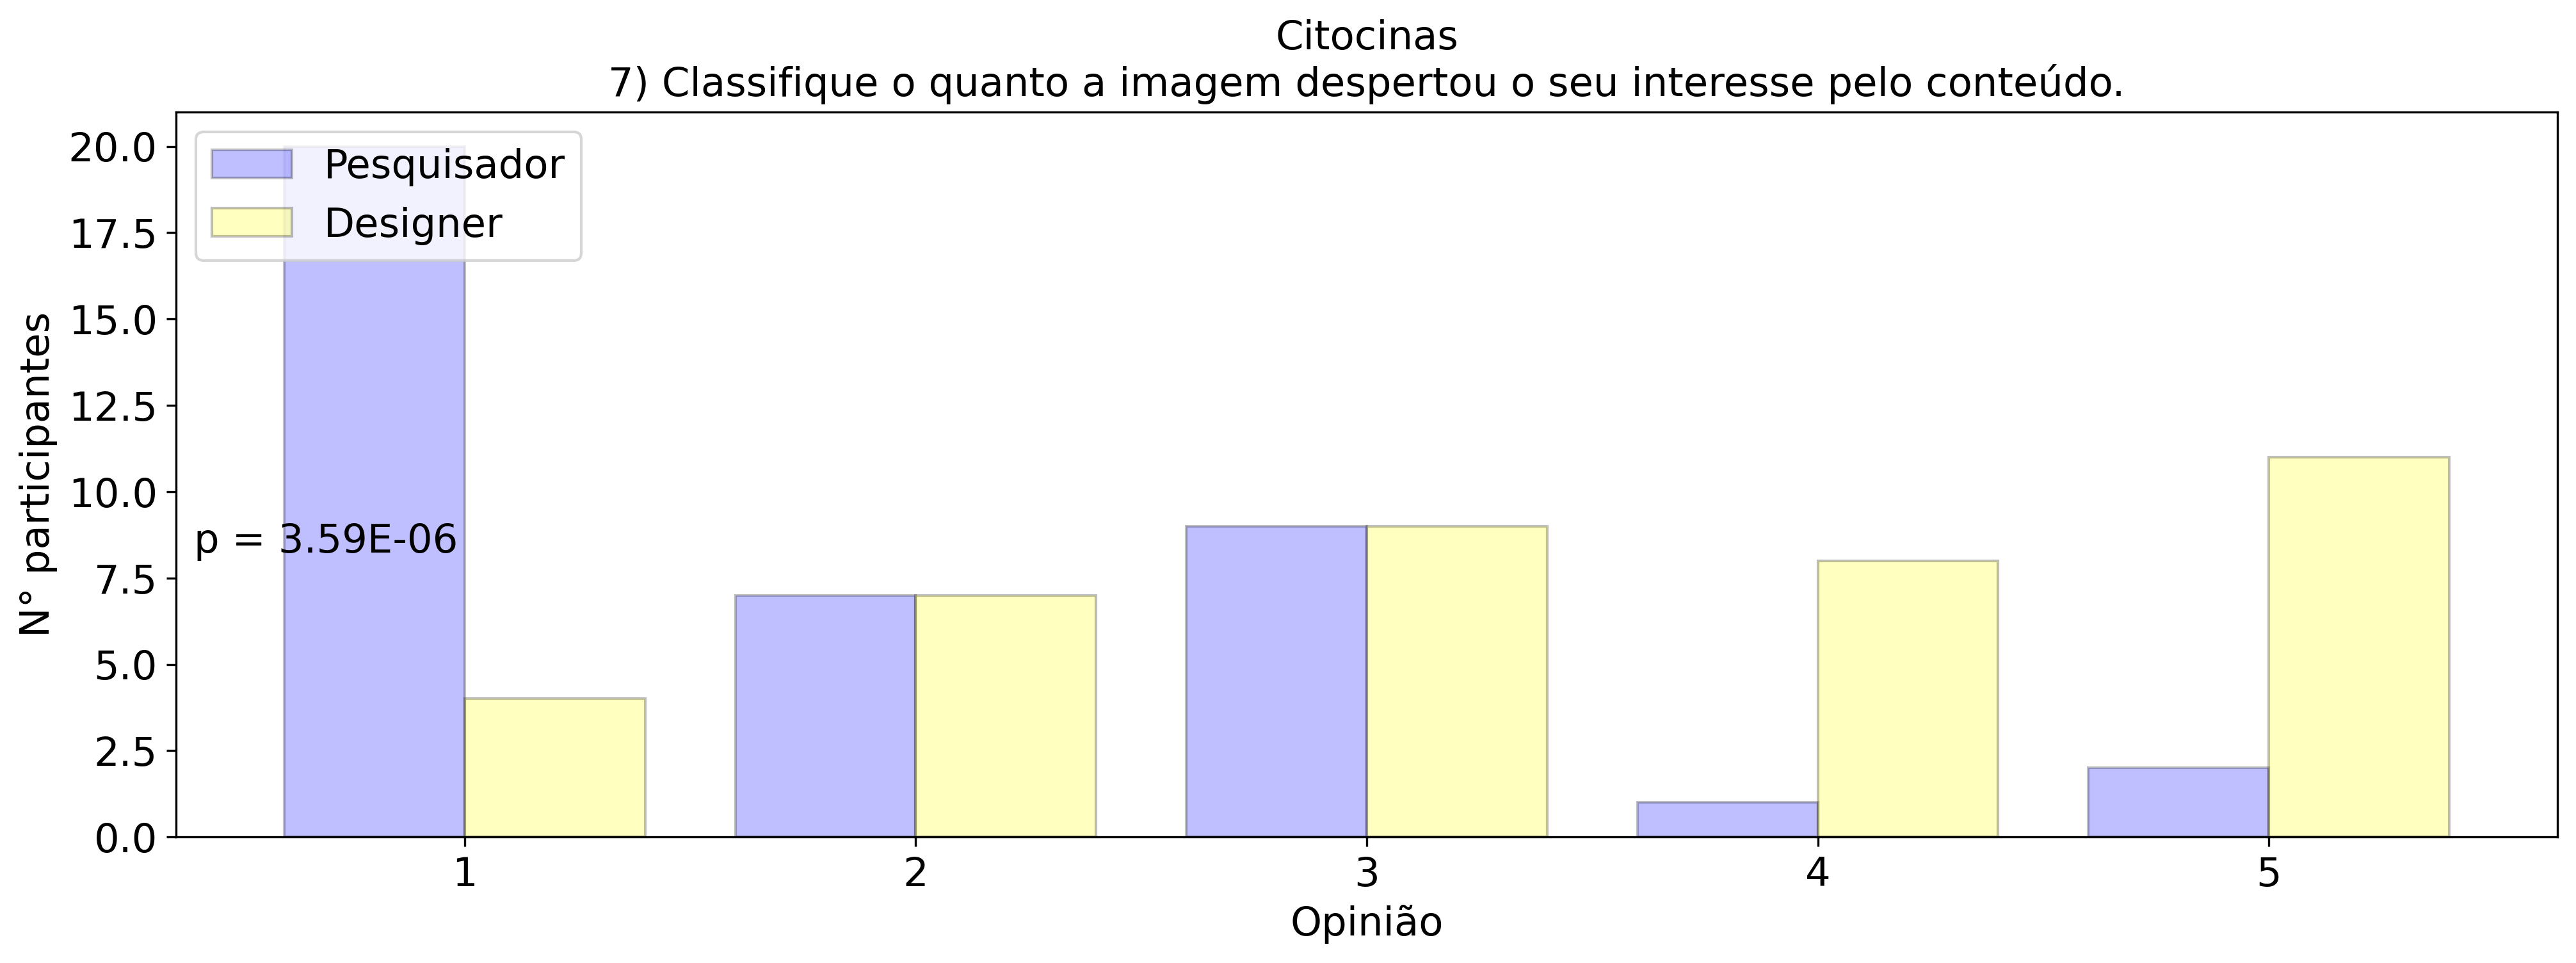 Citocinas
7) Classifique o quanto a imagem despertou o seu interesse pelo conteúdo.
Pesquisador
Designer
p = 3.59E-06
N° participantes
20.0
17.5
15.0
12.5
10.0
7.5
5.0
2.5
0.0
1 2 3 4 5
Opinião